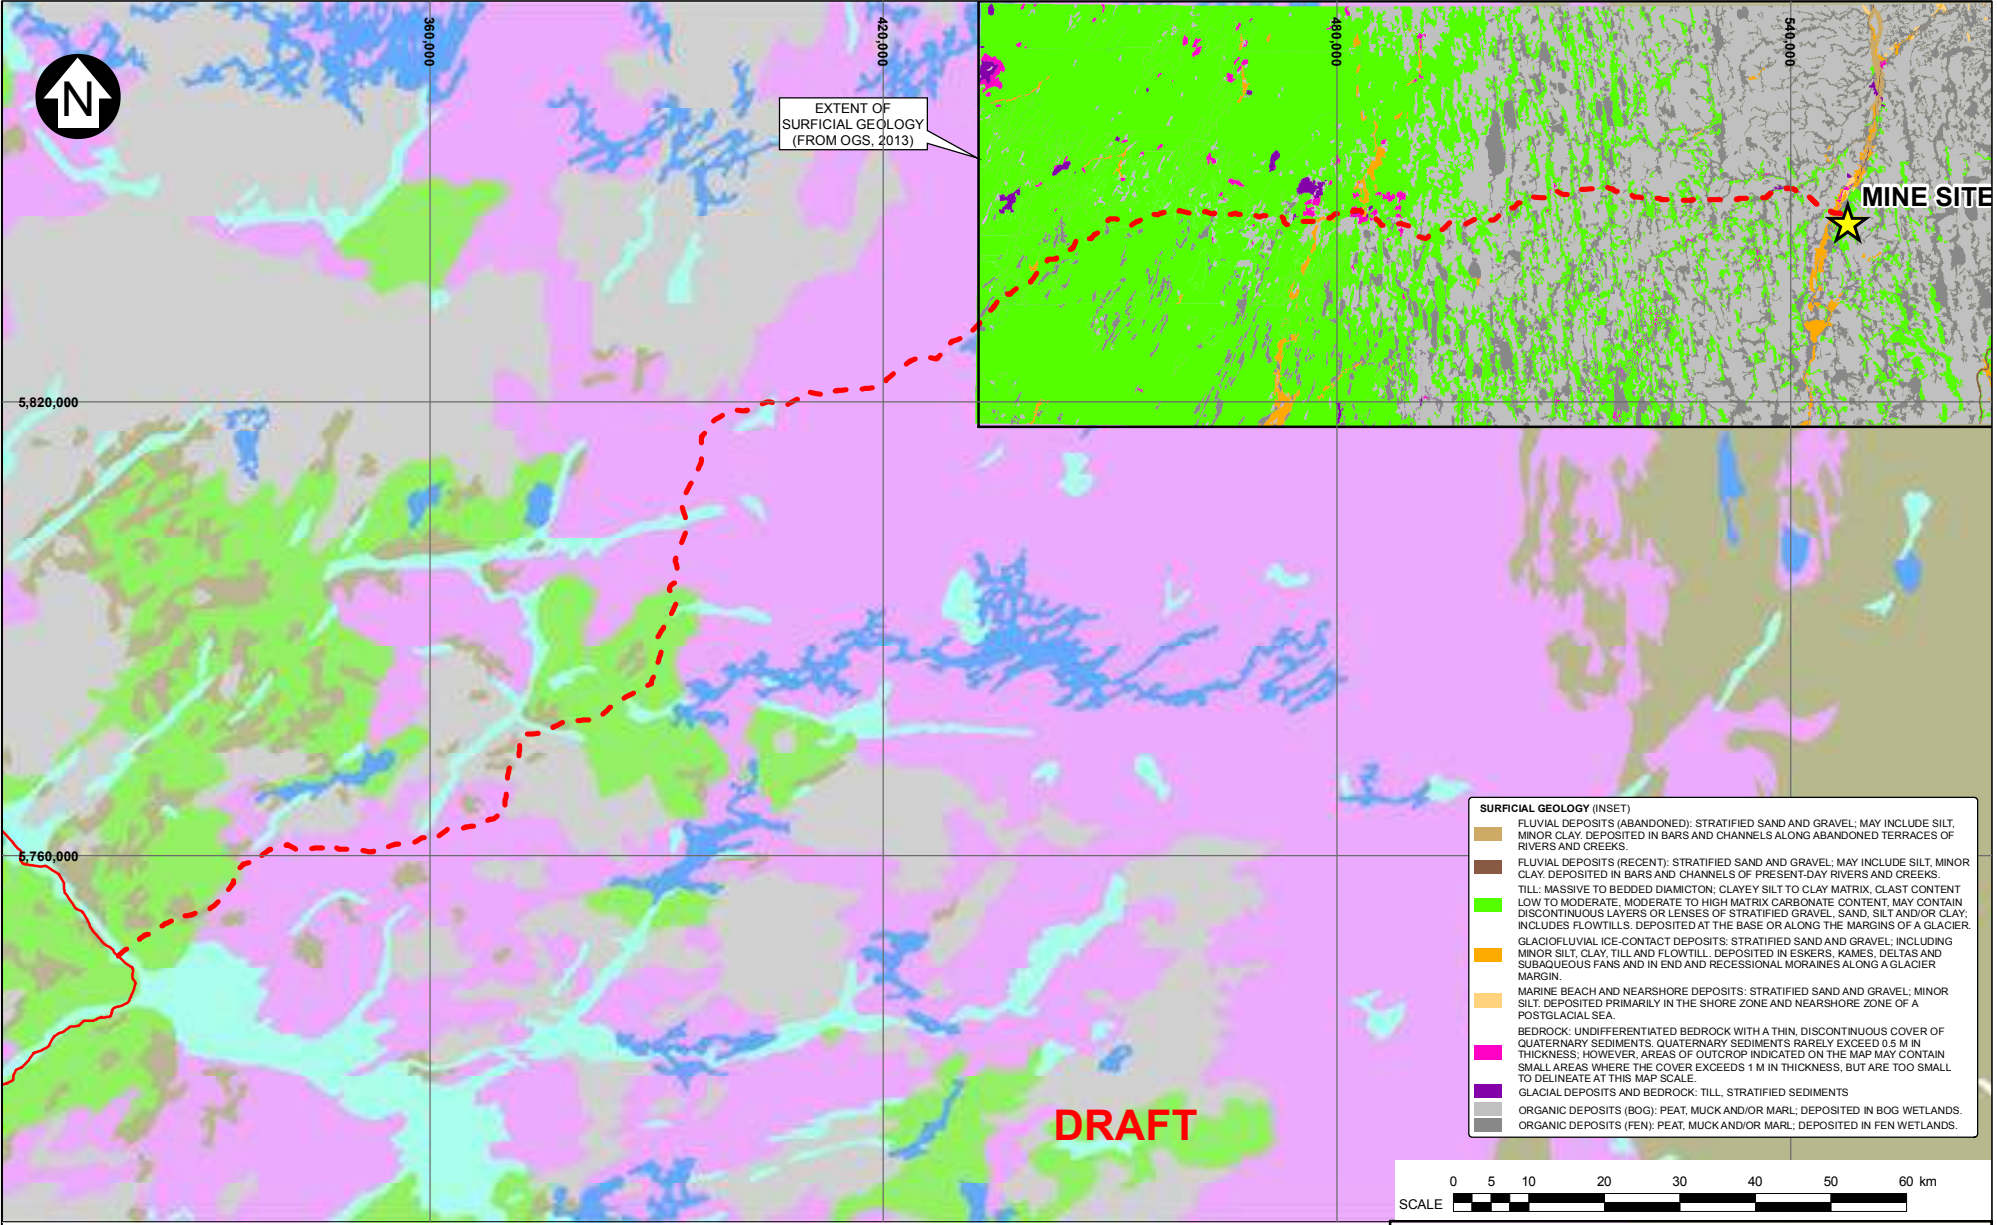 360,000
420,000
480,000
540,000
N
EXTENT OF
SURFICIAL GEOLOGY
(FROM OGS, 2013)
MINE SITE
5,820,000
5,760,000
SURFICIAL GEOLOGY (INSET)
FLUVIAL DEPOSITS (ABANDONED): STRATIFIED SAND AND GRAVEL; MAY INCLUDE SILT,
MINOR CLAY. DEPOSITED IN BARS AND CHANNELS ALONG ABANDONED TERRACES OF
RIVERS AND CREEKS.
FLUVIAL DEPOSITS (RECENT): STRATIFIED SAND AND GRAVEL; MAY INCLUDE SILT, MINOR
CLAY. DEPOSITED IN BARS AND CHANNELS OF PRESENT-DAY RIVERS AND CREEKS.
TILL: MASSIVE TO BEDDED DIAMICTON; CLAYEY SILT TO CLAY MATRIX, CLAST CONTENT
LOW TO MODERATE, MODERATE TO HIGH MATRIX CARBONATE CONTENT, MAY CONTAIN
DISCONTINUOUS LAYERS OR LENSES OF STRATIFIED GRAVEL, SAND, SILT AND/OR CLAY;
INCLUDES FLOWTILLS. DEPOSITED AT THE BASE OR ALONG THE MARGINS OF A GLACIER.
GLACIOFLUVIAL ICE-CONTACT DEPOSITS: STRATIFIED SAND AND GRAVEL; INCLUDING
MINOR SILT, CLAY, TILL AND FLOWTILL. DEPOSITED IN ESKERS, KAMES, DELTAS AND
SUBAQUEOUS FANS AND IN END AND RECESSIONAL MORAINES ALONG A GLACIER
MARGIN.
MARINE BEACH AND NEARSHORE DEPOSITS: STRATIFIED SAND AND GRAVEL; MINOR
SILT. DEPOSITED PRIMARILY IN THE SHORE ZONE AND NEARSHORE ZONE OF A
POSTGLACIAL SEA.
BEDROCK: UNDIFFERENTIATED BEDROCK WITH A THIN, DISCONTINUOUS COVER OF
QUATERNARY SEDIMENTS. QUATERNARY SEDIMENTS RARELY EXCEED 0.5 M IN
THICKNESS; HOWEVER, AREAS OF OUTCROP INDICATED ON THE MAP MAY CONTAIN
SMALL AREAS WHERE THE COVER EXCEEDS 1 M IN THICKNESS, BUT ARE TOO SMALL
TO DELINEATE AT THIS MAP SCALE.
GLACIAL DEPOSITS AND BEDROCK: TILL, STRATIFIED SEDIMENTS
ORGANIC DEPOSITS (BOG): PEAT, MUCK AND/OR MARL; DEPOSITED IN BOG WETLANDS.
ORGANIC DEPOSITS (FEN): PEAT, MUCK AND/OR MARL; DEPOSITED IN FEN WETLANDS.
DRAFT
0 5 10 20 30 40 50 60 km
SCALE